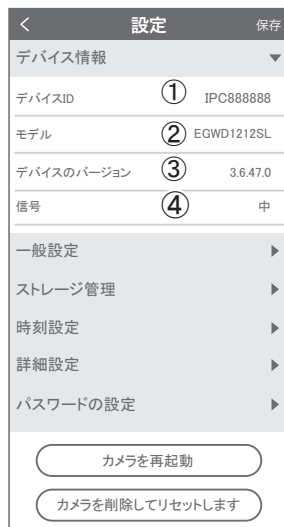 < 設定 保存
デバイス情報 ▼
デバイスID ① IPC888888
モデル ② EGWD1212SL
デバイスのバージョン ③ 3.6.47.0
信号 ④ 中
一般設定 ▶
ストレージ管理 ▶
時刻設定 ▶
詳細設定 ▶
パスワードの設定 ▶
カメラを再起動
カメラを削除してリセットします